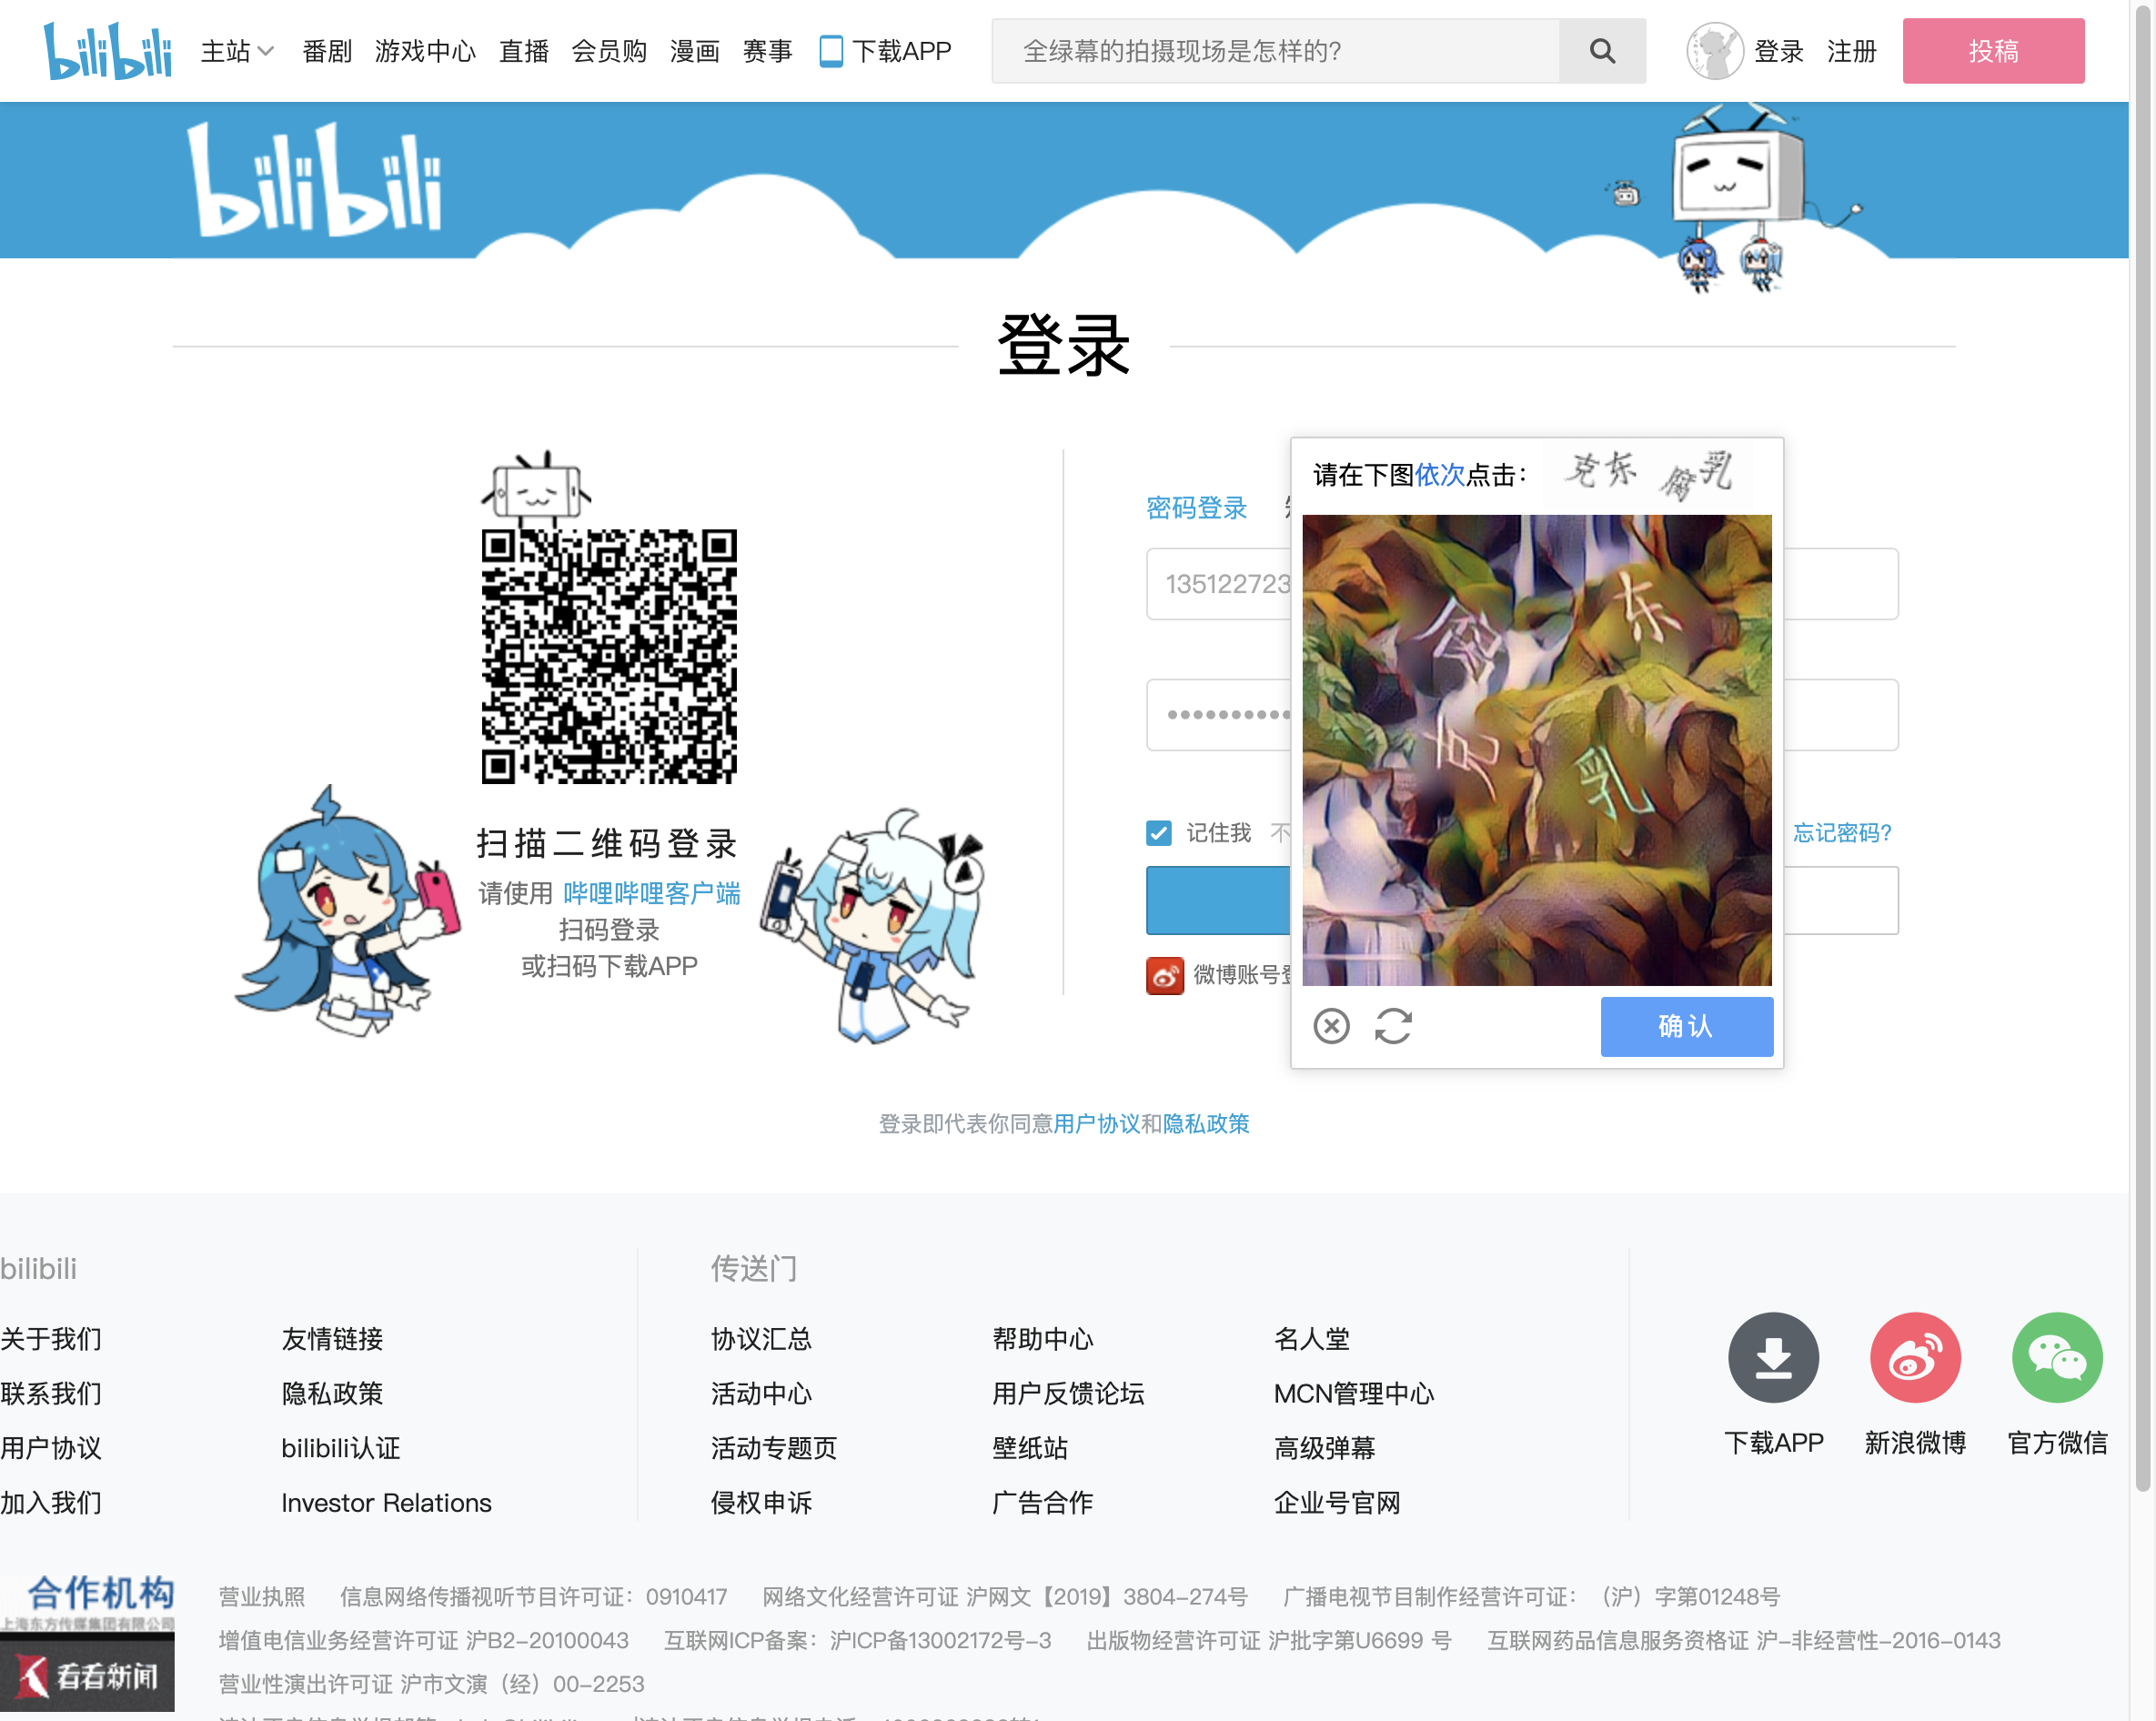 bilibili 主站 番剧 游戏中心 直播 会员购 漫画 赛事 下载APP 全绿幕的拍摄现场是怎样的? 登录 注册 投稿
bilibili
登录
请在下图依次点击: 克东 腐乳
密码登录
135122723
东
克
乳
扫描二维码登录
请使用 哔哩哔哩客户端
扫码登录
或扫码下载APP
记住我 不
忘记密码?
微博账号登
确认
登录即代表你同意用户协议和隐私政策
bilibili
关于我们 友情链接
联系我们 隐私政策
用户协议 bilibili认证
加入我们 Investor Relations
传送门
协议汇总 帮助中心 名人堂
活动中心 用户反馈论坛 MCN管理中心
活动专题页 壁纸站 高级弹幕
侵权申诉 广告合作 企业号官网
下载APP 新浪微博 官方微信
合作机构
上海东方传媒集团有限公司
看看新闻
营业执照 信息网络传播视听节目许可证：0910417 网络文化经营许可证 沪网文【2019】3804-274号 广播电视节目制作经营许可证：（沪）字第01248号
增值电信业务经营许可证 沪B2-20100043 互联网ICP备案：沪ICP备13002172号-3 出版物经营许可证 沪批字第U6699 号 互联网药品信息服务资格证 沪-非经营性-2016-0143
营业性演出许可证 沪市文演（经）00-2253